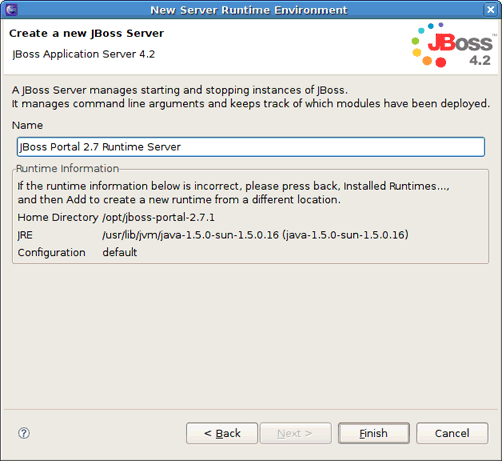 New Server Runtime Environment
Create a new JBoss Server
JBoss Application Server 4.2
JBoss
4.2
A JBoss Server manages starting and stopping instances of JBoss.
It manages command line arguments and keeps track of which modules have been deployed.
Name
JBoss Portal 2.7 Runtime Server
Runtime Information
If the runtime information below is incorrect, please press back, Installed Runtimes...,
and then Add to create a new runtime from a different location.
Home Directory /opt/jboss-portal-2.7.1
JRE /usr/lib/jvm/java-1.5.0-sun-1.5.0.16 (java-1.5.0-sun-1.5.0.16)
Configuration default
? < Back Next > Finish Cancel